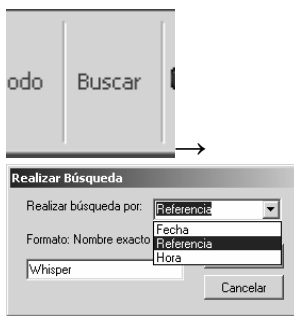 odo Buscar
→
Realizar Búsqueda
Realizar búsqueda por: Referencia
Fecha
Formato: Nombre exacto Referencia
Hora
Whisper
Cancelar